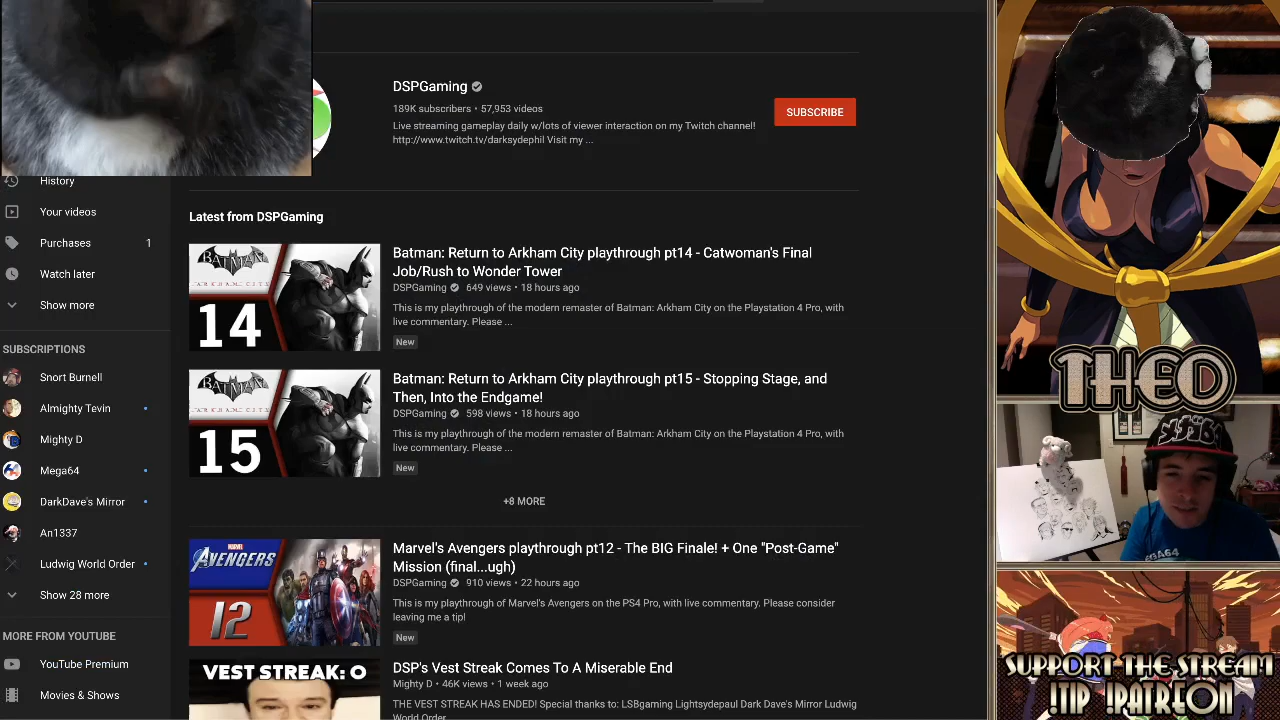 DSPGaming
189K subscribers • 57,953 videos
Live streaming gameplay daily w/lots of viewer interaction on my Twitch channel!
http://www.twitch.tv/darksydephil Visit my ...
SUBSCRIBE
History
Your videos
Purchases 1
Watch later
Show more
SUBSCRIPTIONS
Snort Burnell
Almighty Tevin
Mighty D
Mega64
DarkDave's Mirror
An1337
Ludwig World Order
Show 28 more
MORE FROM YOUTUBE
YouTube Premium
Movies & Shows
Latest from DSPGaming
BATMAN
ARKHAM CITY
14
Batman: Return to Arkham City playthrough pt14 - Catwoman's Final
Job/Rush to Wonder Tower
DSPGaming 649 views • 18 hours ago
This is my playthrough of the modern remaster of Batman: Arkham City on the Playstation 4 Pro, with
live commentary. Please ...
New
BATMAN
ARKHAM CITY
15
Batman: Return to Arkham City playthrough pt15 - Stopping Stage, and
Then, Into the Endgame!
DSPGaming 598 views • 18 hours ago
This is my playthrough of the modern remaster of Batman: Arkham City on the Playstation 4 Pro, with
live commentary. Please ...
New
+8 MORE
MARVEL
AVENGERS
12
Marvel's Avengers playthrough pt12 - The BIG Finale! + One "Post-Game"
Mission (final...ugh)
DSPGaming 910 views • 22 hours ago
This is my playthrough of Marvel's Avengers on the PS4 Pro, with live commentary. Please consider
leaving me a tip!
New
VEST STREAK: 0
DSP's Vest Streak Comes To A Miserable End
Mighty D • 46K views • 1 week ago
THE VEST STREAK HAS ENDED! Special thanks to: LSBgaming Lightsydepaul Dark Dave's Mirror Ludwig
World Order
THEO
メガ64
SUPPORT THE STREAM
!TIP !PATREON